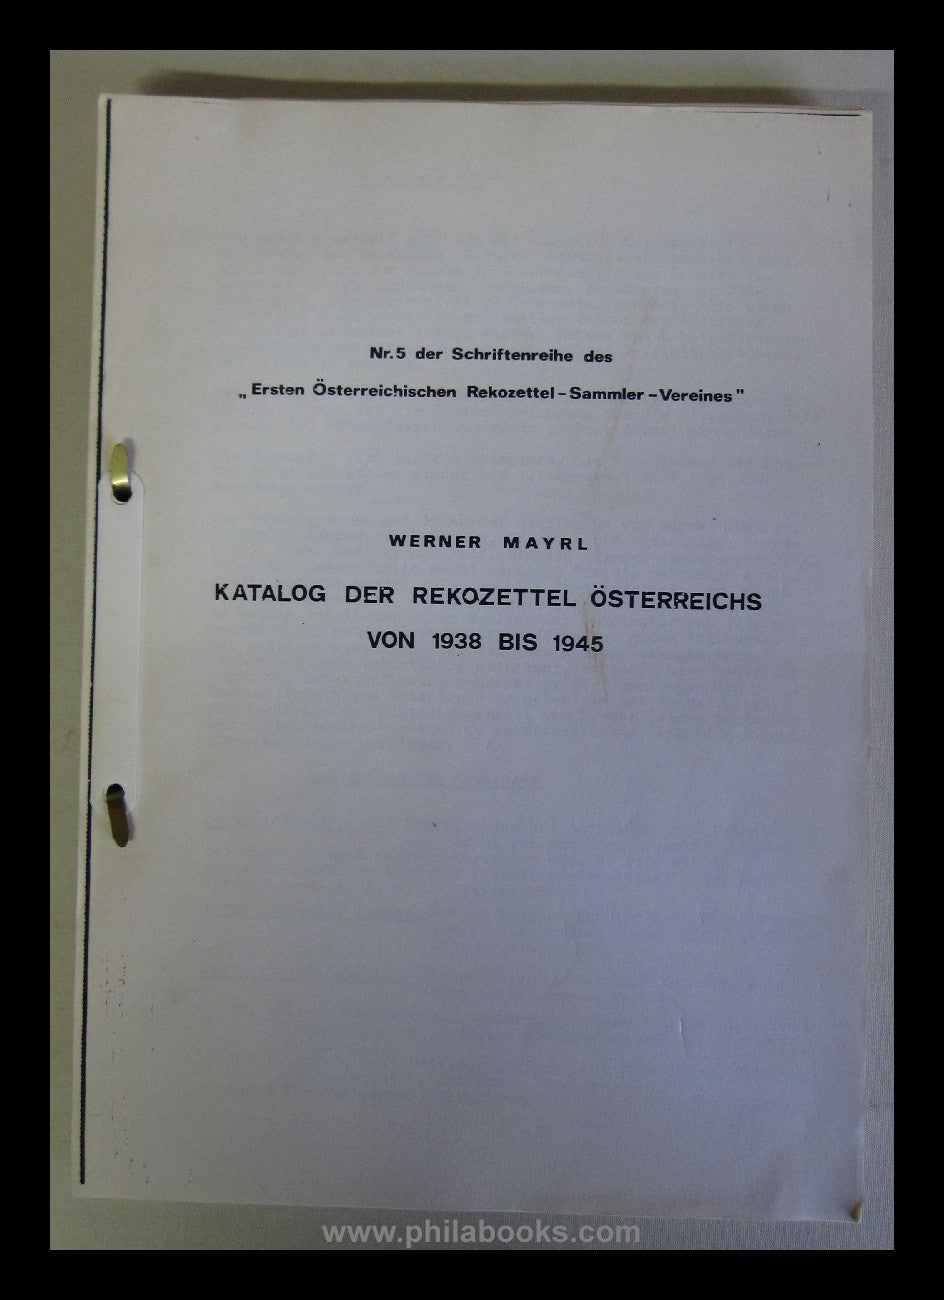 Nr.5 der Schriftenreihe des
„Ersten Österreichischen Rekozettel-Sammler-Vereines"
WERNER MAYRL
KATALOG DER REKOZETTEL ÖSTERREICHS
VON 1938 BIS 1945
www.philabooks.com